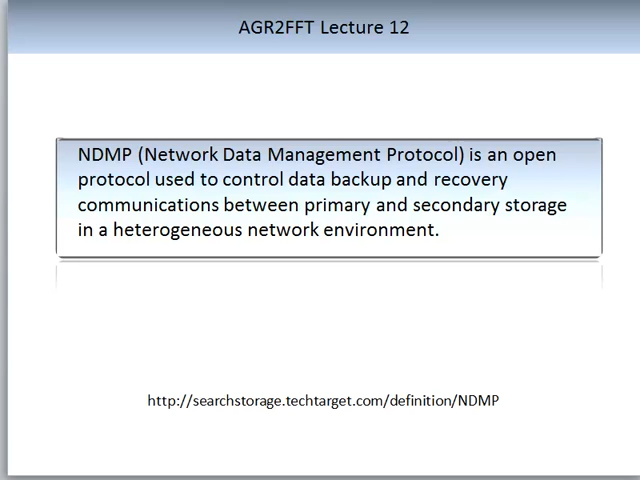 AGR2FFT Lecture 12
NDMP (Network Data Management Protocol) is an open
protocol used to control data backup and recovery
communications between primary and secondary storage
in a heterogeneous network environment.
http://searchstorage.techtarget.com/definition/NDMP